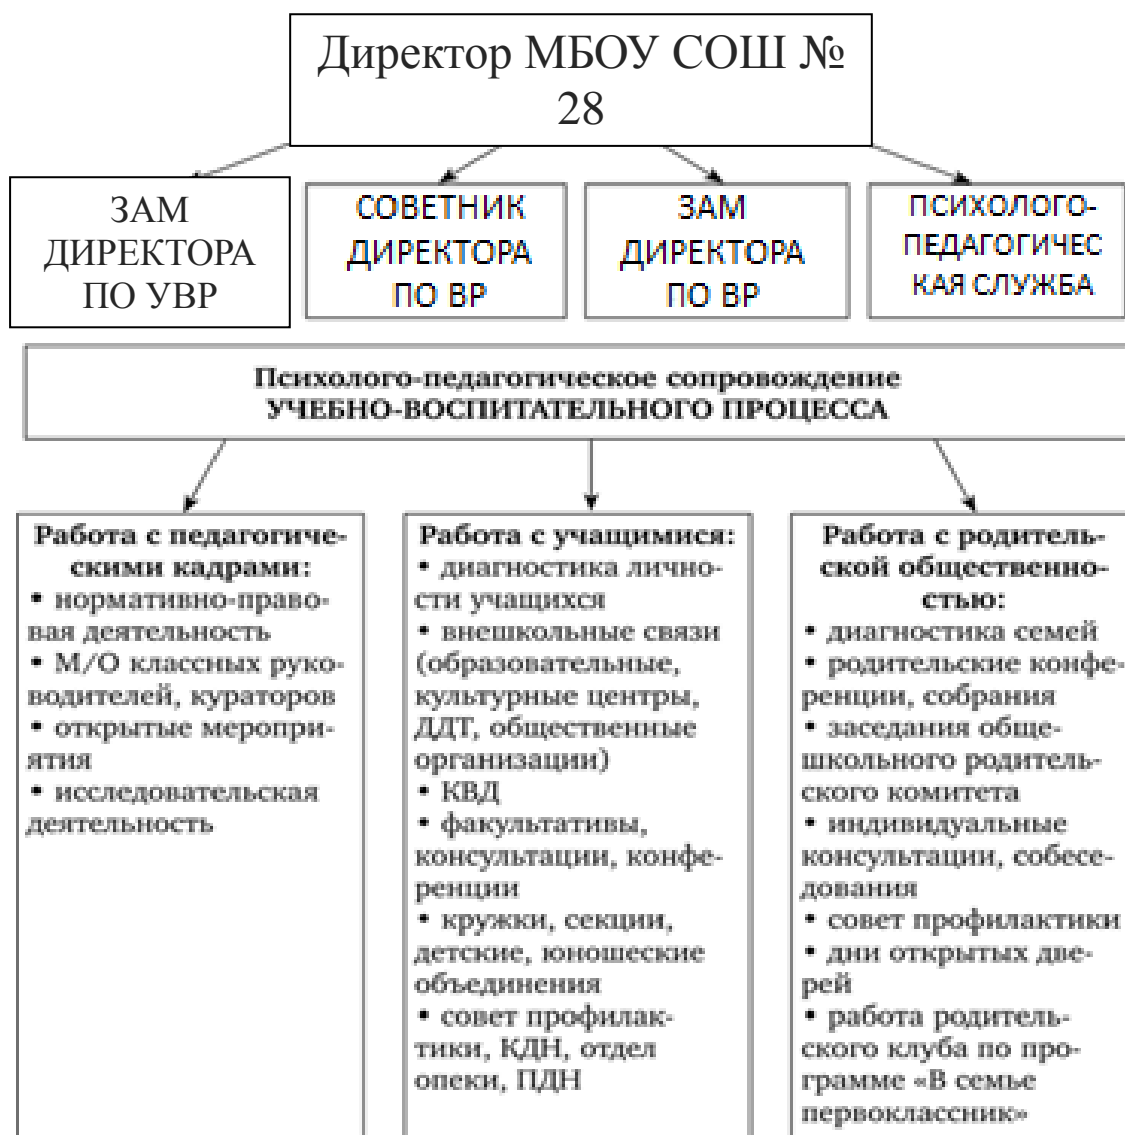 Директор МБОУ СОШ №
28
ЗАМ
ДИРЕКТОРА
ПО УВР
СОВЕТНИК
ДИРЕКТОРА
ПО ВР
ЗАМ
ДИРЕКТОРА
ПО ВР
ПСИХОЛОГО-
ПЕДАГОГИЧЕС
КАЯ СЛУЖБА
Психолого-педагогическое сопровождение
УЧЕБНО-ВОСПИТАТЕЛЬНОГО ПРОЦЕССА
Работа с педагогиче-
скими кадрами:
• нормативно-право-
вая деятельность
• М/О классных руко-
водителей, кураторов
• открытые меропри-
ятия
• исследовательская
деятельность
Работа с учащимися:
• диагностика лично-
сти учащихся
• внешкольные связи
(образовательные,
культурные центры,
ДДТ, общественные
организации)
• КВД
• факультативы,
консультации, конфе-
ренции
• кружки, секции,
детские, юношеские
объединения
• совет профилак-
тики, КДН, отдел
опеки, ПДН
Работа с родитель-
ской общественно-
стью:
• диагностика семей
• родительские конфе-
ренции, собрания
• заседания обще-
школьного родитель-
ского комитета
• индивидуальные
консультации, собесе-
дования
• совет профилактики
• дни открытых две-
рей
• работа родитель-
ского клуба по про-
грамме «В семье
первоклассник»